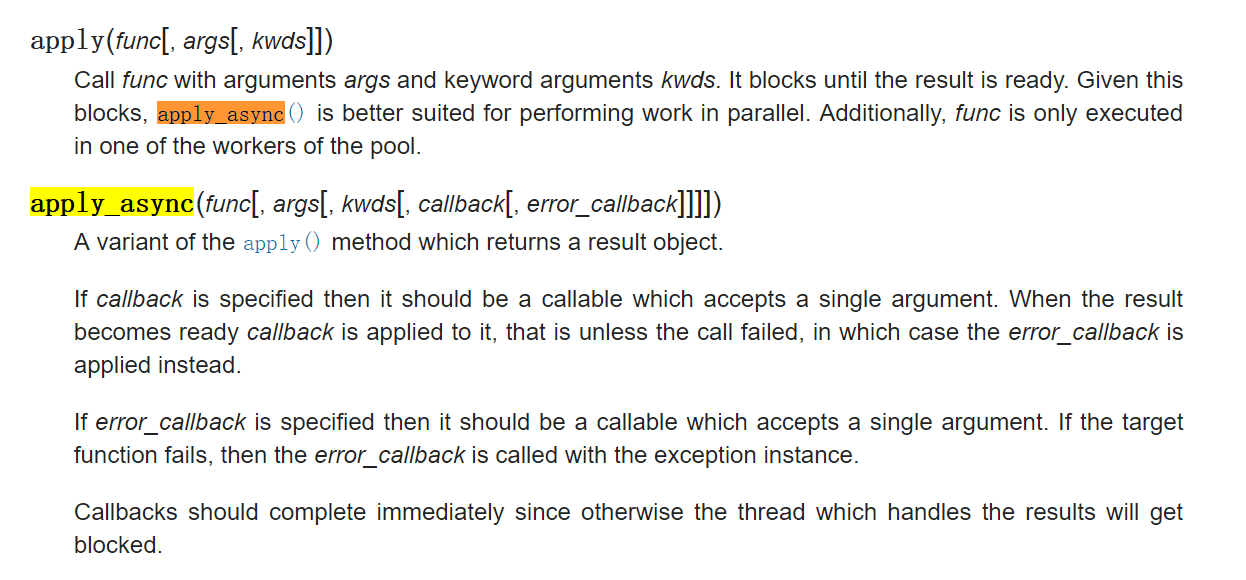 apply(func[, args[, kwds]])
Call func with arguments args and keyword arguments kwds. It blocks until the result is ready. Given this
blocks, apply_async() is better suited for performing work in parallel. Additionally, func is only executed
in one of the workers of the pool.
apply_async(func[, args[, kwds[, callback[, error_callback]]]])
A variant of the apply() method which returns a result object.
If callback is specified then it should be a callable which accepts a single argument. When the result
becomes ready callback is applied to it, that is unless the call failed, in which case the error_callback is
applied instead.
If error_callback is specified then it should be a callable which accepts a single argument. If the target
function fails, then the error_callback is called with the exception instance.
Callbacks should complete immediately since otherwise the thread which handles the results will get
blocked.